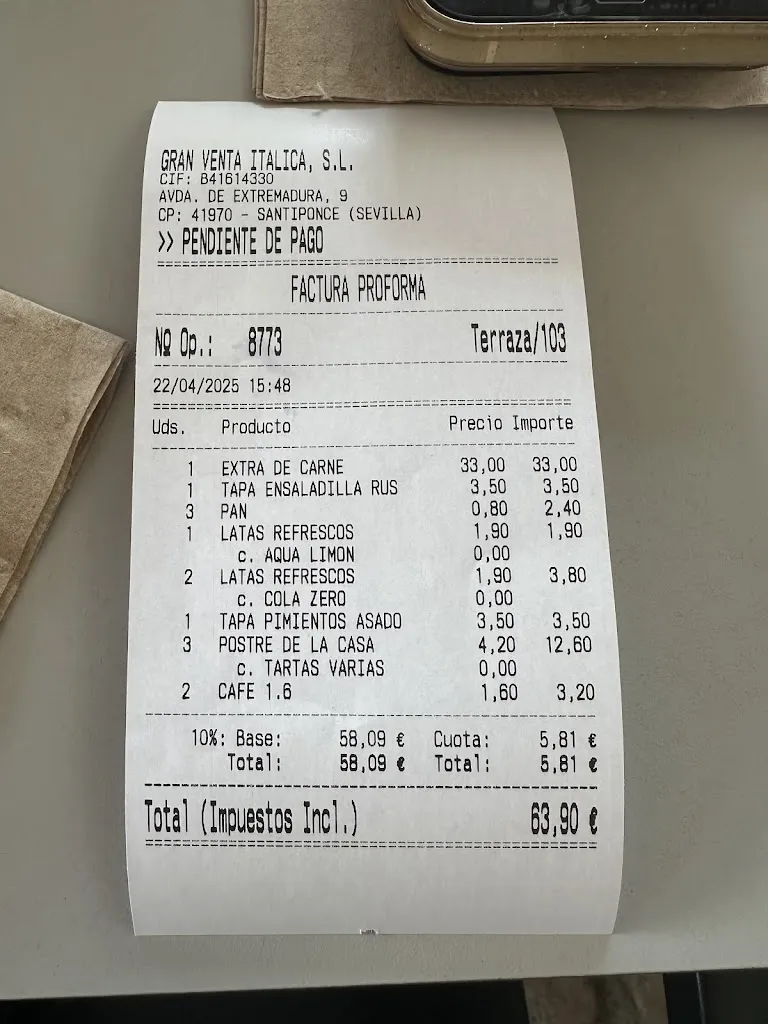 GRAN VENTA ITALICA, S.L.
CIF: B41614330
AVDA. DE EXTREMADURA, 9
CP: 41970 - SANTIPONCE (SEVILLA)
>> PENDIENTE DE PAGO
FACTURA PROFORMA
Nº Op.: 8773 Terraza/103
22/04/2025 15:48
Uds. Producto Precio Importe
1 EXTRA DE CARNE 33,00 33,00
1 TAPA ENSALADILLA RUS 3,50 3,50
3 PAN 0,80 2,40
1 LATAS REFRESCOS 1,90 1,90
c. AQUA LIMON 0,00
2 LATAS REFRESCOS 1,90 3,80
c. COLA ZERO 0,00
1 TAPA PIMIENTOS ASADO 3,50 3,50
3 POSTRE DE LA CASA 4,20 12,60
c. TARTAS VARIAS 0,00
2 CAFE 1.6 1,60 3,20
10%: Base: 58,09 € Cuota: 5,81 €
Total: 58,09 € Total: 5,81 €
Total (Impuestos Incl.) 63,90 €